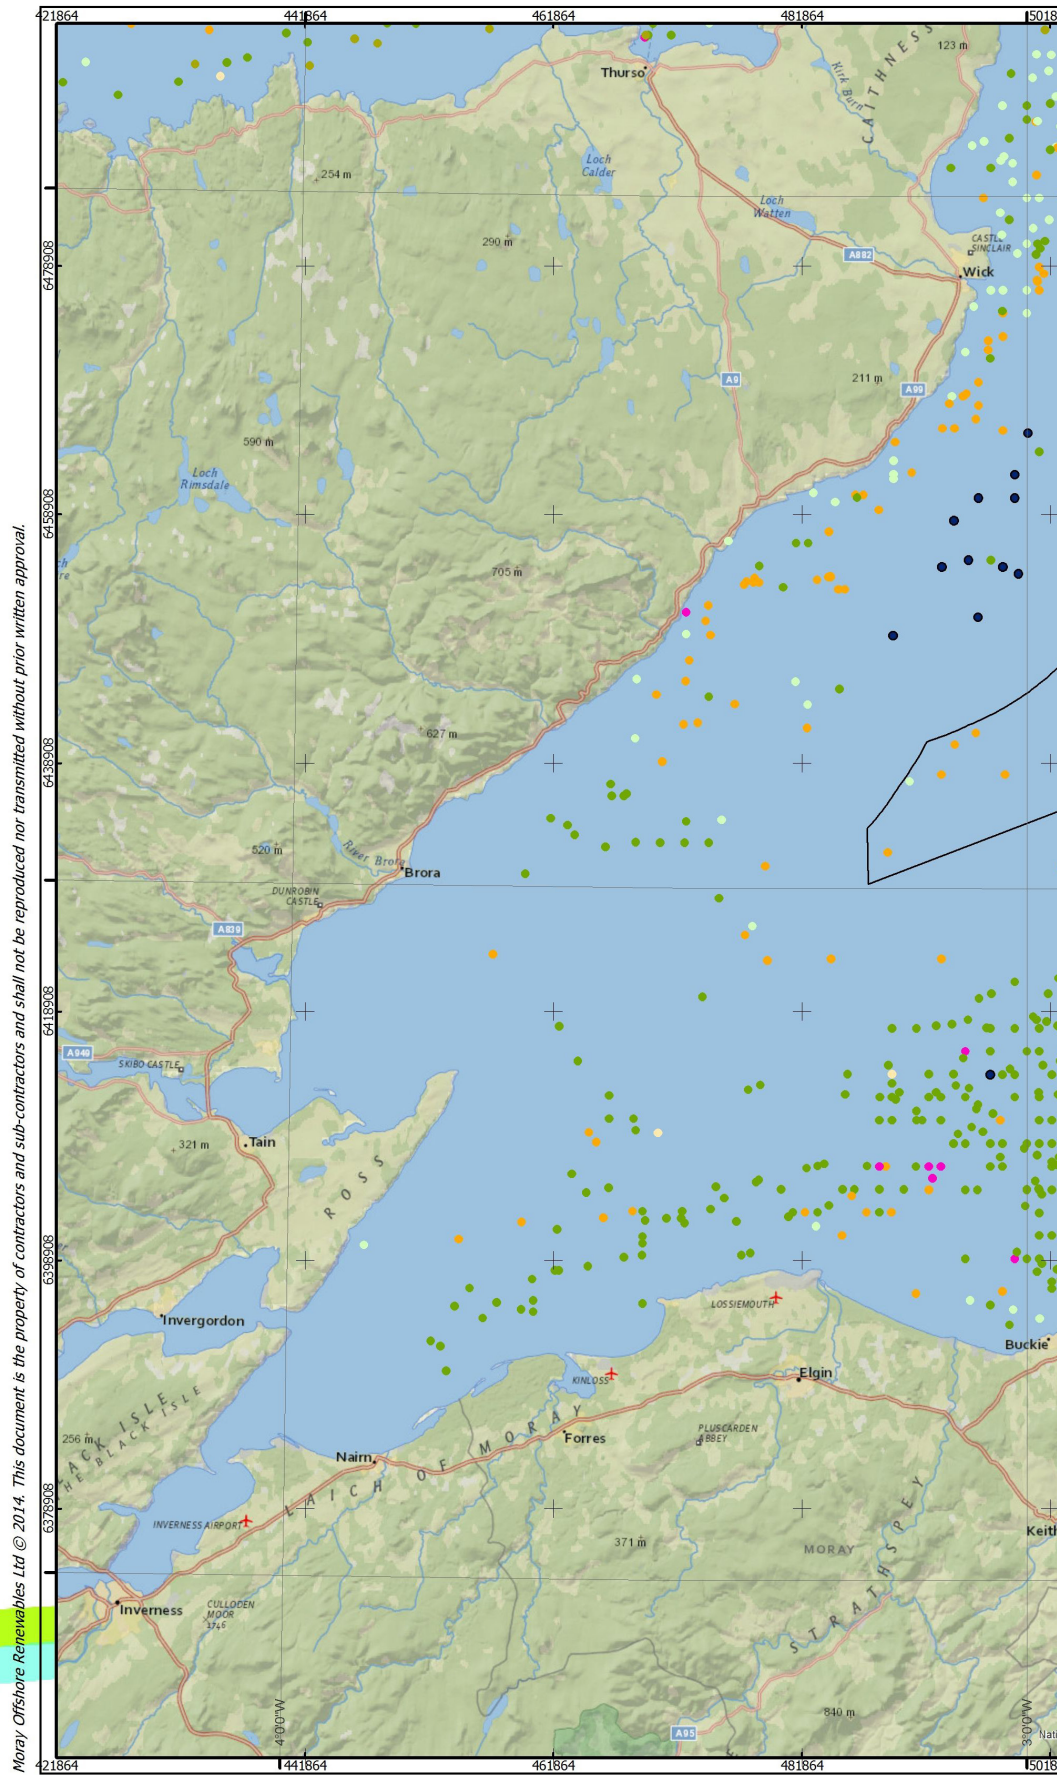 421864
441864
461864
481864
5018
Thurso
Kirk Burn
CAITHNESS
123 m
254 m
Loch
Calder
Loch
Watten
290 m
A882
CASTLE
SINCLAIR
Wick
6478908
A9
211 m
A99
590 m
Loch
Rimsdale
6458908
705 m
627 m
6438908
520 m
River Brora
Brora
DUNROBIN
CASTLE
A839
6418908
A949
SKIBO CASTLE
321 m
Tain
ROSS
6398908
Invergordon
LOSSIEMOUTH
Buckie
KINLOSS
Elgin
LACK ISLE
THE BLACK ISLE
256 m
Forres
PLUSCARDEN
ABBEY
Nairn
LAICH OF MORAY
6378908
INVERNESS AIRPORT
371 m
MORAY
Keith
STRATHSPEY
Inverness
CULLODEN
MOOR
1746
4°0'0"W
3°0'0"W
840 m
A95
Nati
421864
441864
461864
481864
5018
Moray Offshore Renewables Ltd © 2014. This document is the property of contractors and sub-contractors and shall not be reproduced nor transmitted without prior written approval.